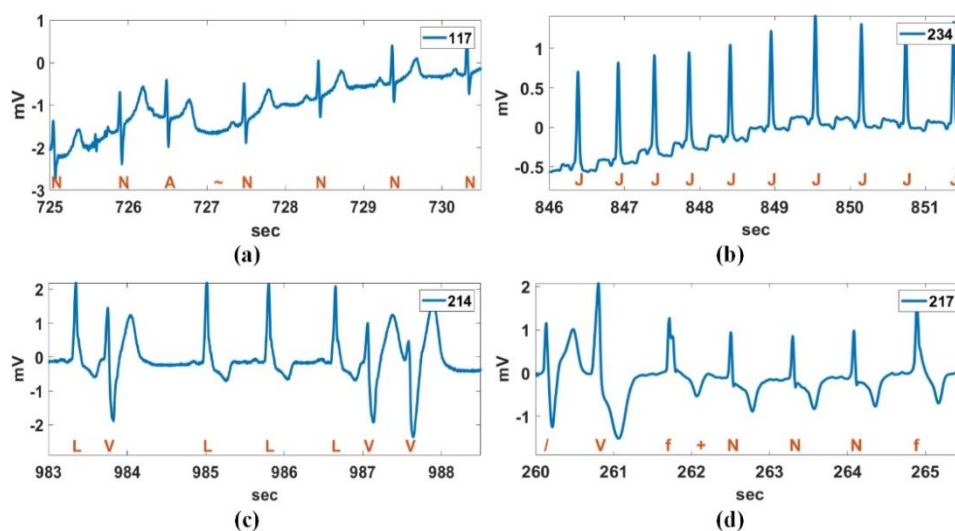 1
0
-1
-2
-3
mV
117
N N A ~ N N N N
725 726 727 728 729 730
sec
(a)
1
0.5
0
-0.5
mV
234
J J J J J J J J J J
846 847 848 849 850 851
sec
(b)
2
1
0
-1
-2
mV
214
L V L L L V V
983 984 985 986 987 988
sec
(c)
2
1
0
-1
mV
217
/ V f + N N N f
260 261 262 263 264 265
sec
(d)